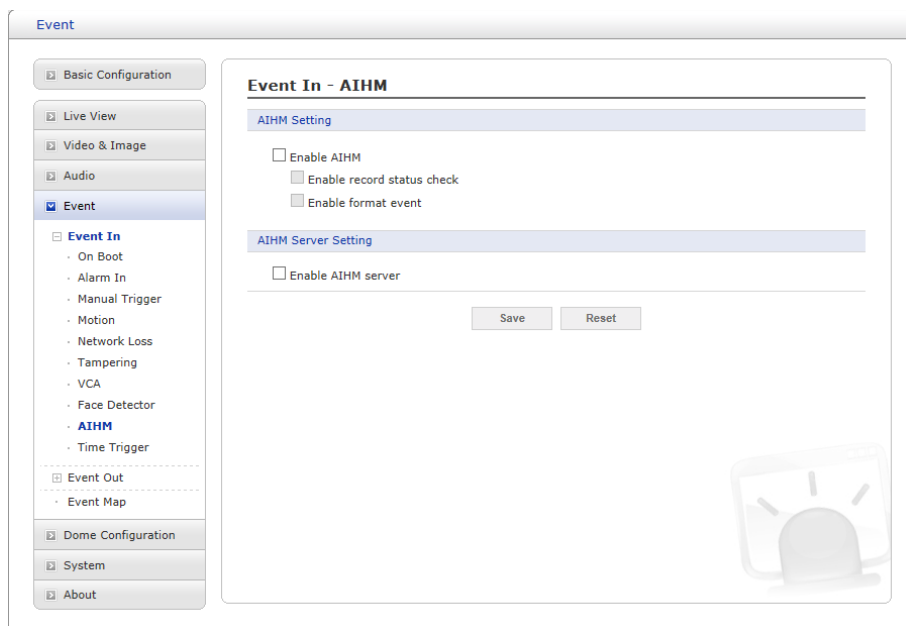 Event
Basic Configuration
Live View
Video & Image
Audio
Event
Event In
On Boot
Alarm In
Manual Trigger
Motion
Network Loss
Tampering
VCA
Face Detector
AIHM
Time Trigger
Event Out
Event Map
Dome Configuration
System
About
Event In - AIHM
AIHM Setting
Enable AIHM
Enable record status check
Enable format event
AIHM Server Setting
Enable AIHM server
Save Reset